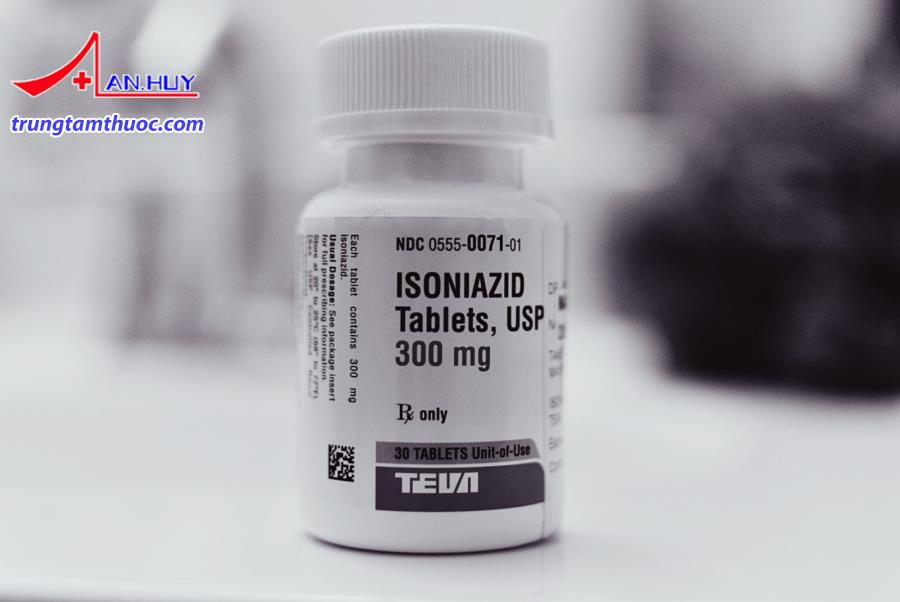 AN.HUY
trungtamthuoc.com
NDC 0555-0071-01
ISONIAZID
Tablets, USP
300 mg
Rx only
30 TABLETS Unit-of-Use
TEVA
Each tablet contains 300 mg
isoniazid.
Usual Dosage: See package insert
for full prescribing information.
Store at 20° to 25°C (68° to 77°F)